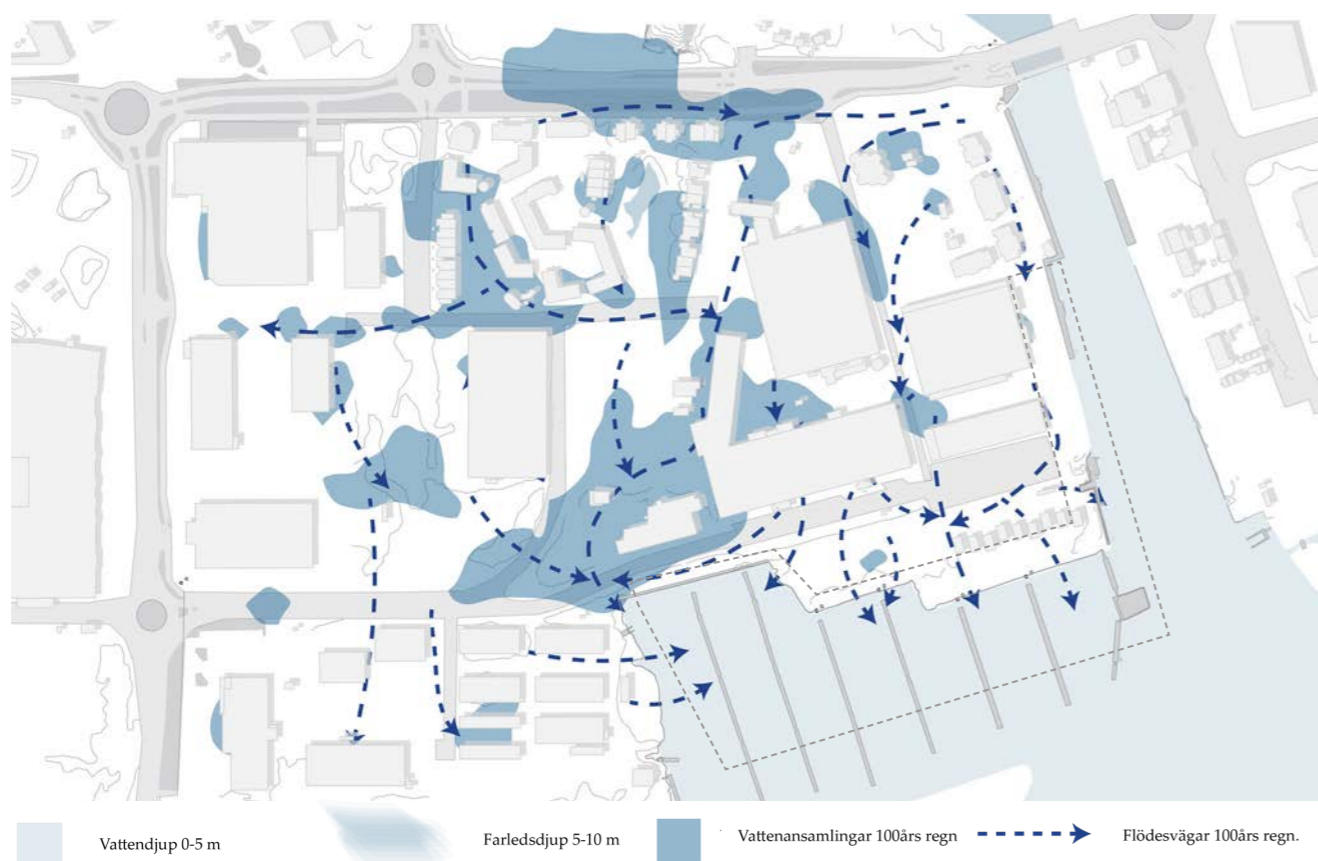 Vattendjup 0-5 m
Farledsdjup 5-10 m
Vattenansamlingar 100års regn
Flödesvägar 100års regn.